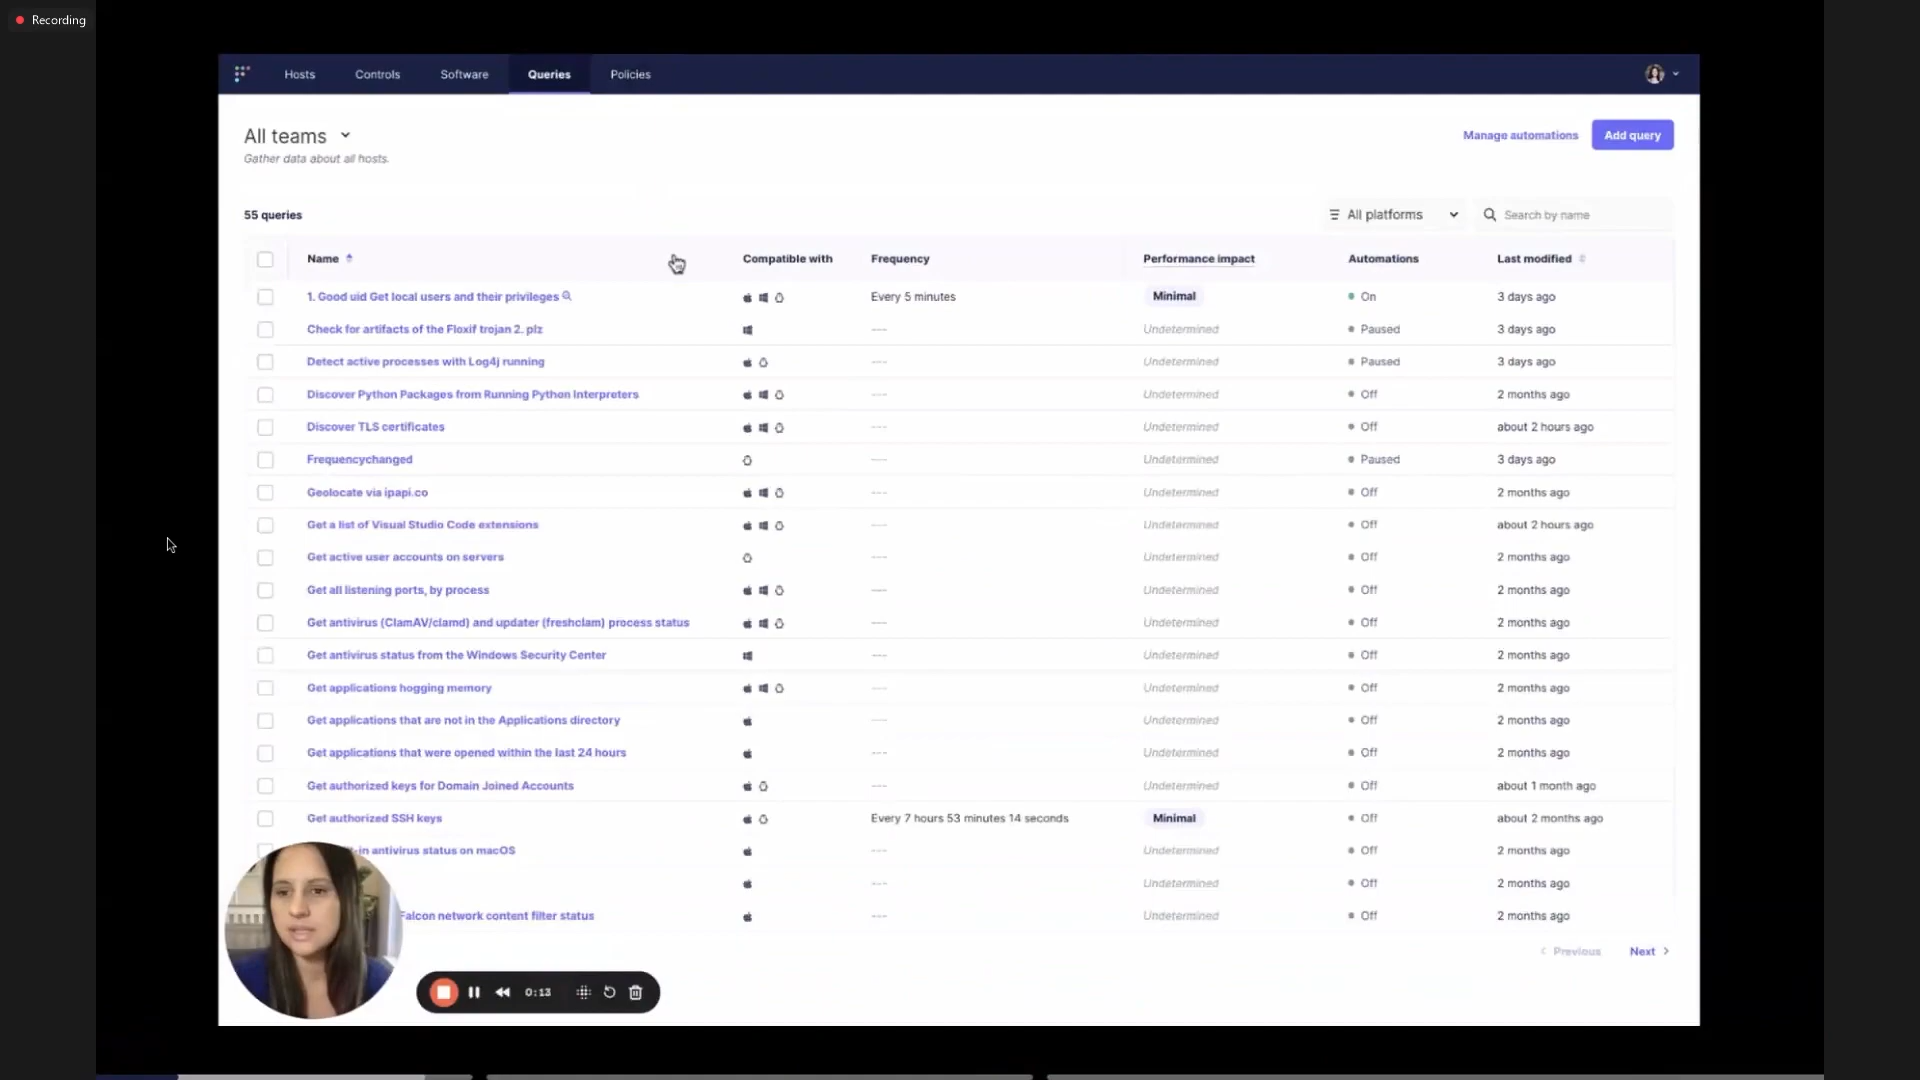 Recording
Hosts Controls Software Queries Policies
All teams
Gather data about all hosts.
Manage automations Add query
55 queries
All platforms Search by name
Name Compatible with Frequency Performance impact Automations Last modified
1. Good uid Get local users and their privileges Every 5 minutes Minimal On 3 days ago
Check for artifacts of the Floxif trojan 2. plz --- Undetermined Paused 3 days ago
Detect active processes with Log4j running --- Undetermined Paused 3 days ago
Discover Python Packages from Running Python Interpreters --- Undetermined Off 2 months ago
Discover TLS certificates --- Undetermined Off about 2 hours ago
Frequencychanged --- Undetermined Paused 3 days ago
Geolocate via ipapi.co --- Undetermined Off 2 months ago
Get a list of Visual Studio Code extensions --- Undetermined Off about 2 hours ago
Get active user accounts on servers --- Undetermined Off 2 months ago
Get all listening ports, by process --- Undetermined Off 2 months ago
Get antivirus (ClamAV/clamd) and updater (freshclam) process status --- Undetermined Off 2 months ago
Get antivirus status from the Windows Security Center --- Undetermined Off 2 months ago
Get applications hogging memory --- Undetermined Off 2 months ago
Get applications that are not in the Applications directory --- Undetermined Off 2 months ago
Get applications that were opened within the last 24 hours --- Undetermined Off 2 months ago
Get authorized keys for Domain Joined Accounts --- Undetermined Off about 1 month ago
Get authorized SSH keys Every 7 hours 53 minutes 14 seconds Minimal Off about 2 months ago
-in antivirus status on macOS --- Undetermined Off 2 months ago
--- Undetermined Off 2 months ago
Falcon network content filter status --- Undetermined Off 2 months ago
Previous Next
0:13